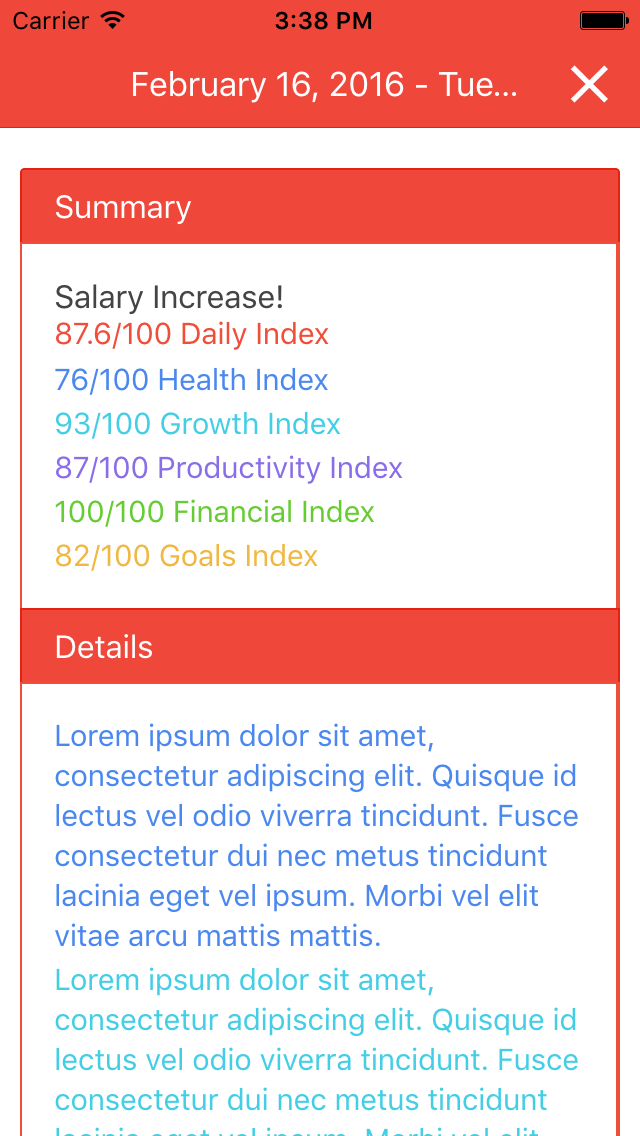 Carrier 3:38 PM
February 16, 2016 - Tue...
Summary
Salary Increase!
87.6/100 Daily Index
76/100 Health Index
93/100 Growth Index
87/100 Productivity Index
100/100 Financial Index
82/100 Goals Index
Details
Lorem ipsum dolor sit amet,
consectetur adipiscing elit. Quisque id
lectus vel odio viverra tincidunt. Fusce
consectetur dui nec metus tincidunt
lacinia eget vel ipsum. Morbi vel elit
vitae arcu mattis mattis.
Lorem ipsum dolor sit amet,
consectetur adipiscing elit. Quisque id
lectus vel odio viverra tincidunt. Fusce
consectetur dui nec metus tincidunt